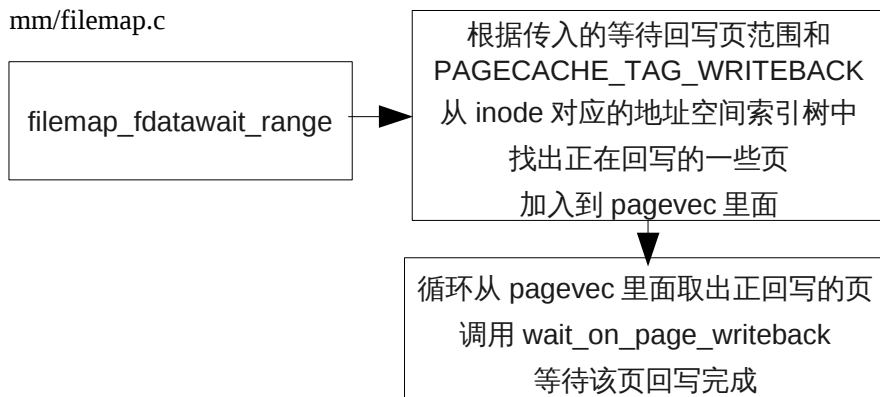 mm/filemap.c
filemap_fdatawait_range
根据传入的等待回写页范围和
PAGECACHE_TAG_WRITEBACK
从 inode 对应的地址空间索引树中
找出正在回写的一些页
加入到 pagevec 里面
循环从 pagevec 里面取出正回写的页
调用 wait_on_page_writeback
等待该页回写完成